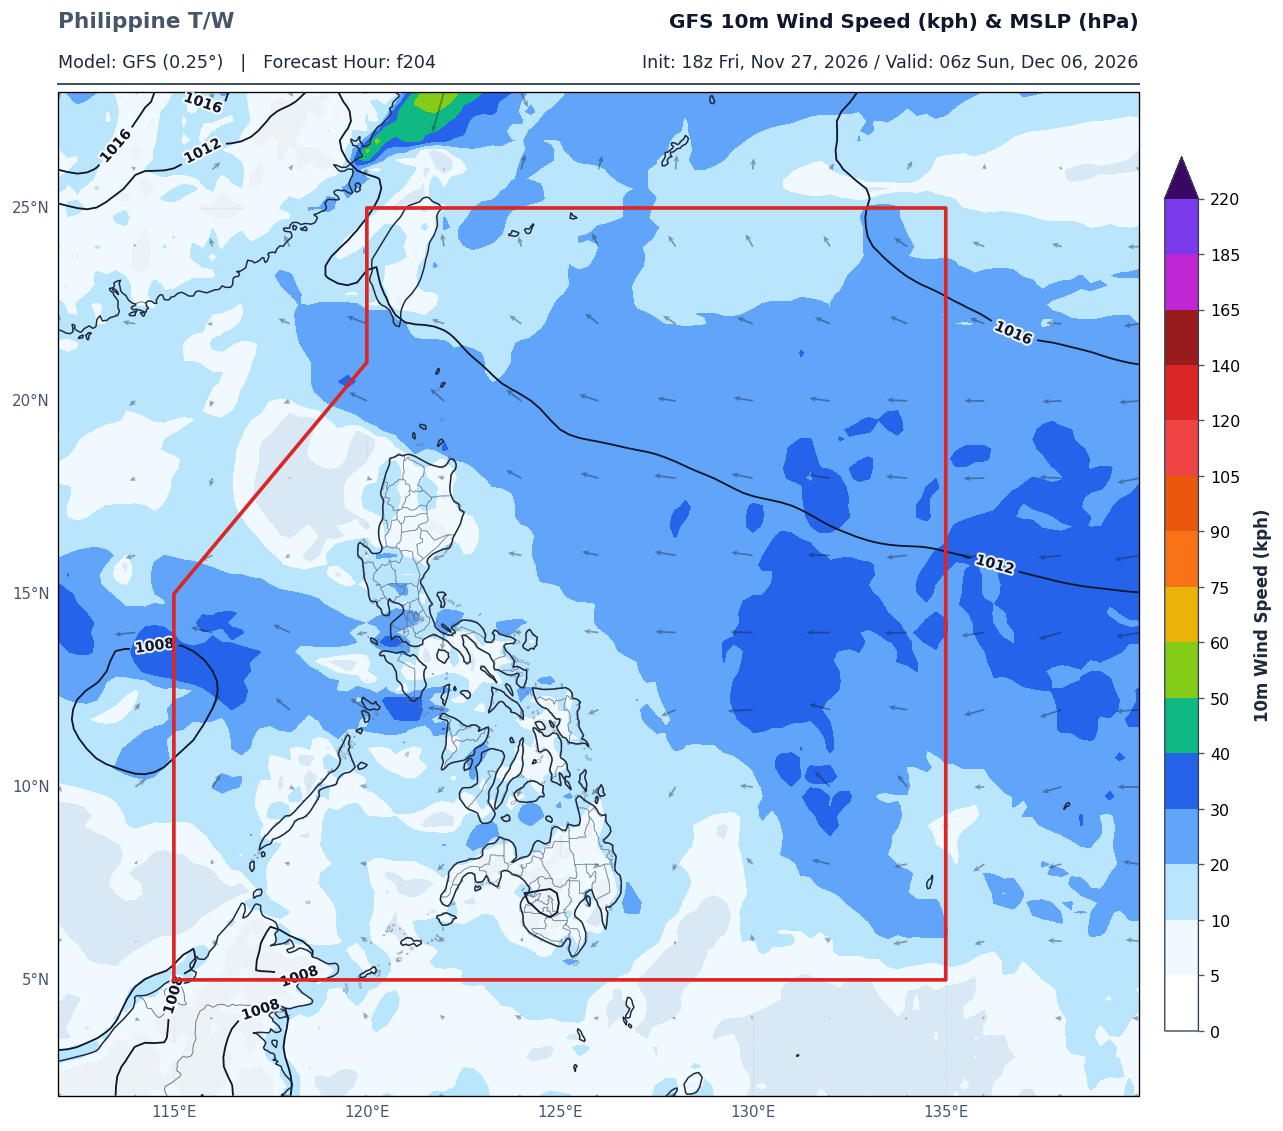 Philippine T/W
GFS 10m Wind Speed (kph) & MSLP (hPa)
Model: GFS (0.25°)   |   Forecast Hour: f204
Init: 18z Fri, Nov 27, 2026 / Valid: 06z Sun, Dec 06, 2026
1016
1016
1012
1016
1012
1008
1008
1008
1008
25°N
20°N
15°N
10°N
5°N
115°E
120°E
125°E
130°E
135°E
220
185
165
140
120
105
90
75
60
50
40
30
20
10
5
0
10m Wind Speed (kph)